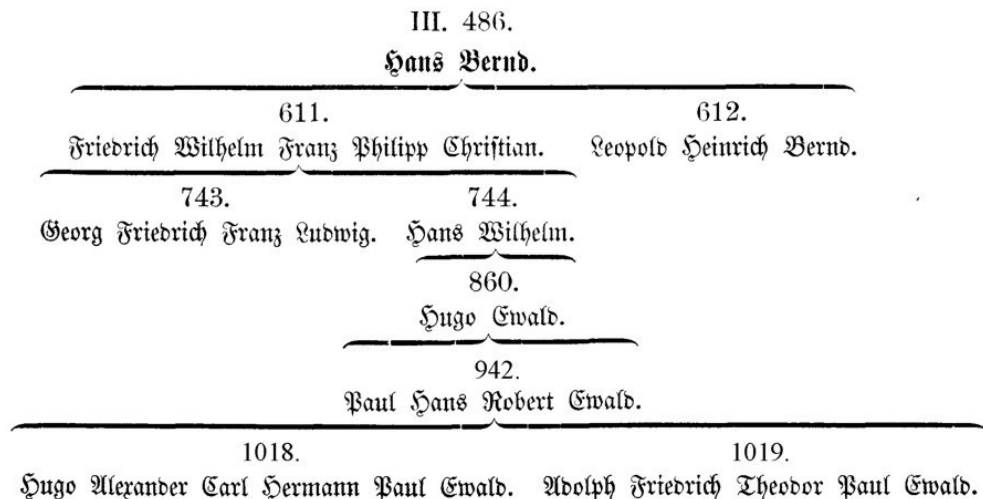 III. 486.
Hans Bernd.
611. 612.
Friedrich Wilhelm Franz Philipp Christian. Leopold Heinrich Bernd.
743. 744.
Georg Friedrich Franz Ludwig. Hans Wilhelm.
860.
Hugo Ewald.
942.
Paul Hans Robert Ewald.
1018. 1019.
Hugo Alexander Carl Hermann Paul Ewald. Adolph Friedrich Theodor Paul Ewald.